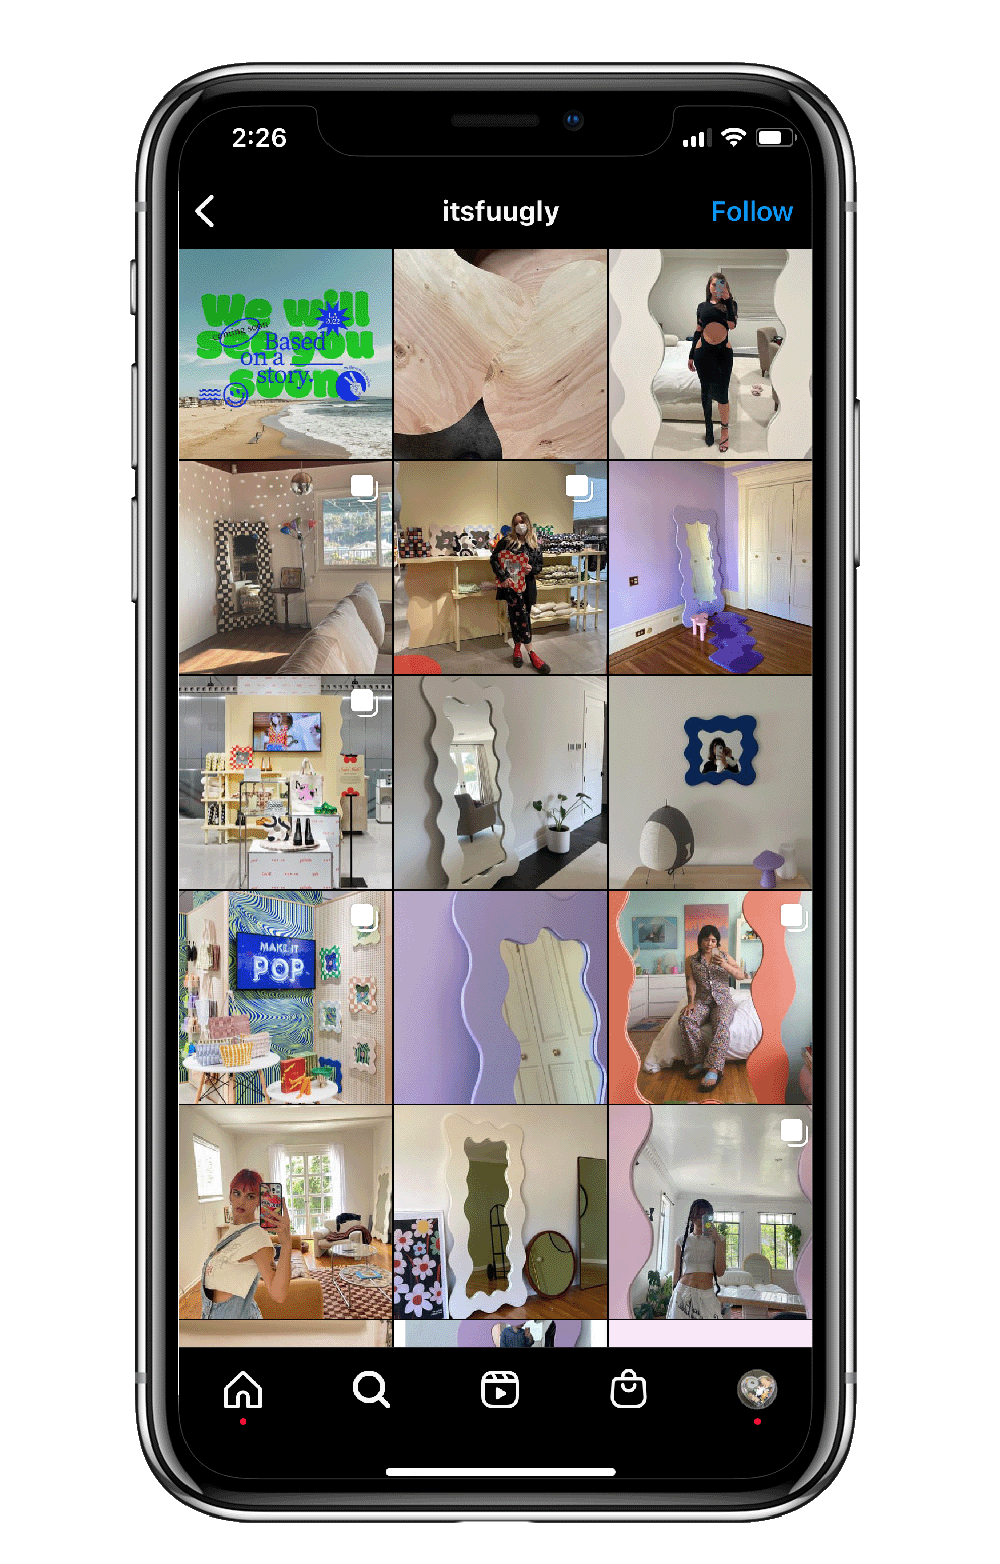 2:26
itsfuugly
Follow
We will
see you
soon
coming soon
Based
on a
story.
MAKE IT
POP